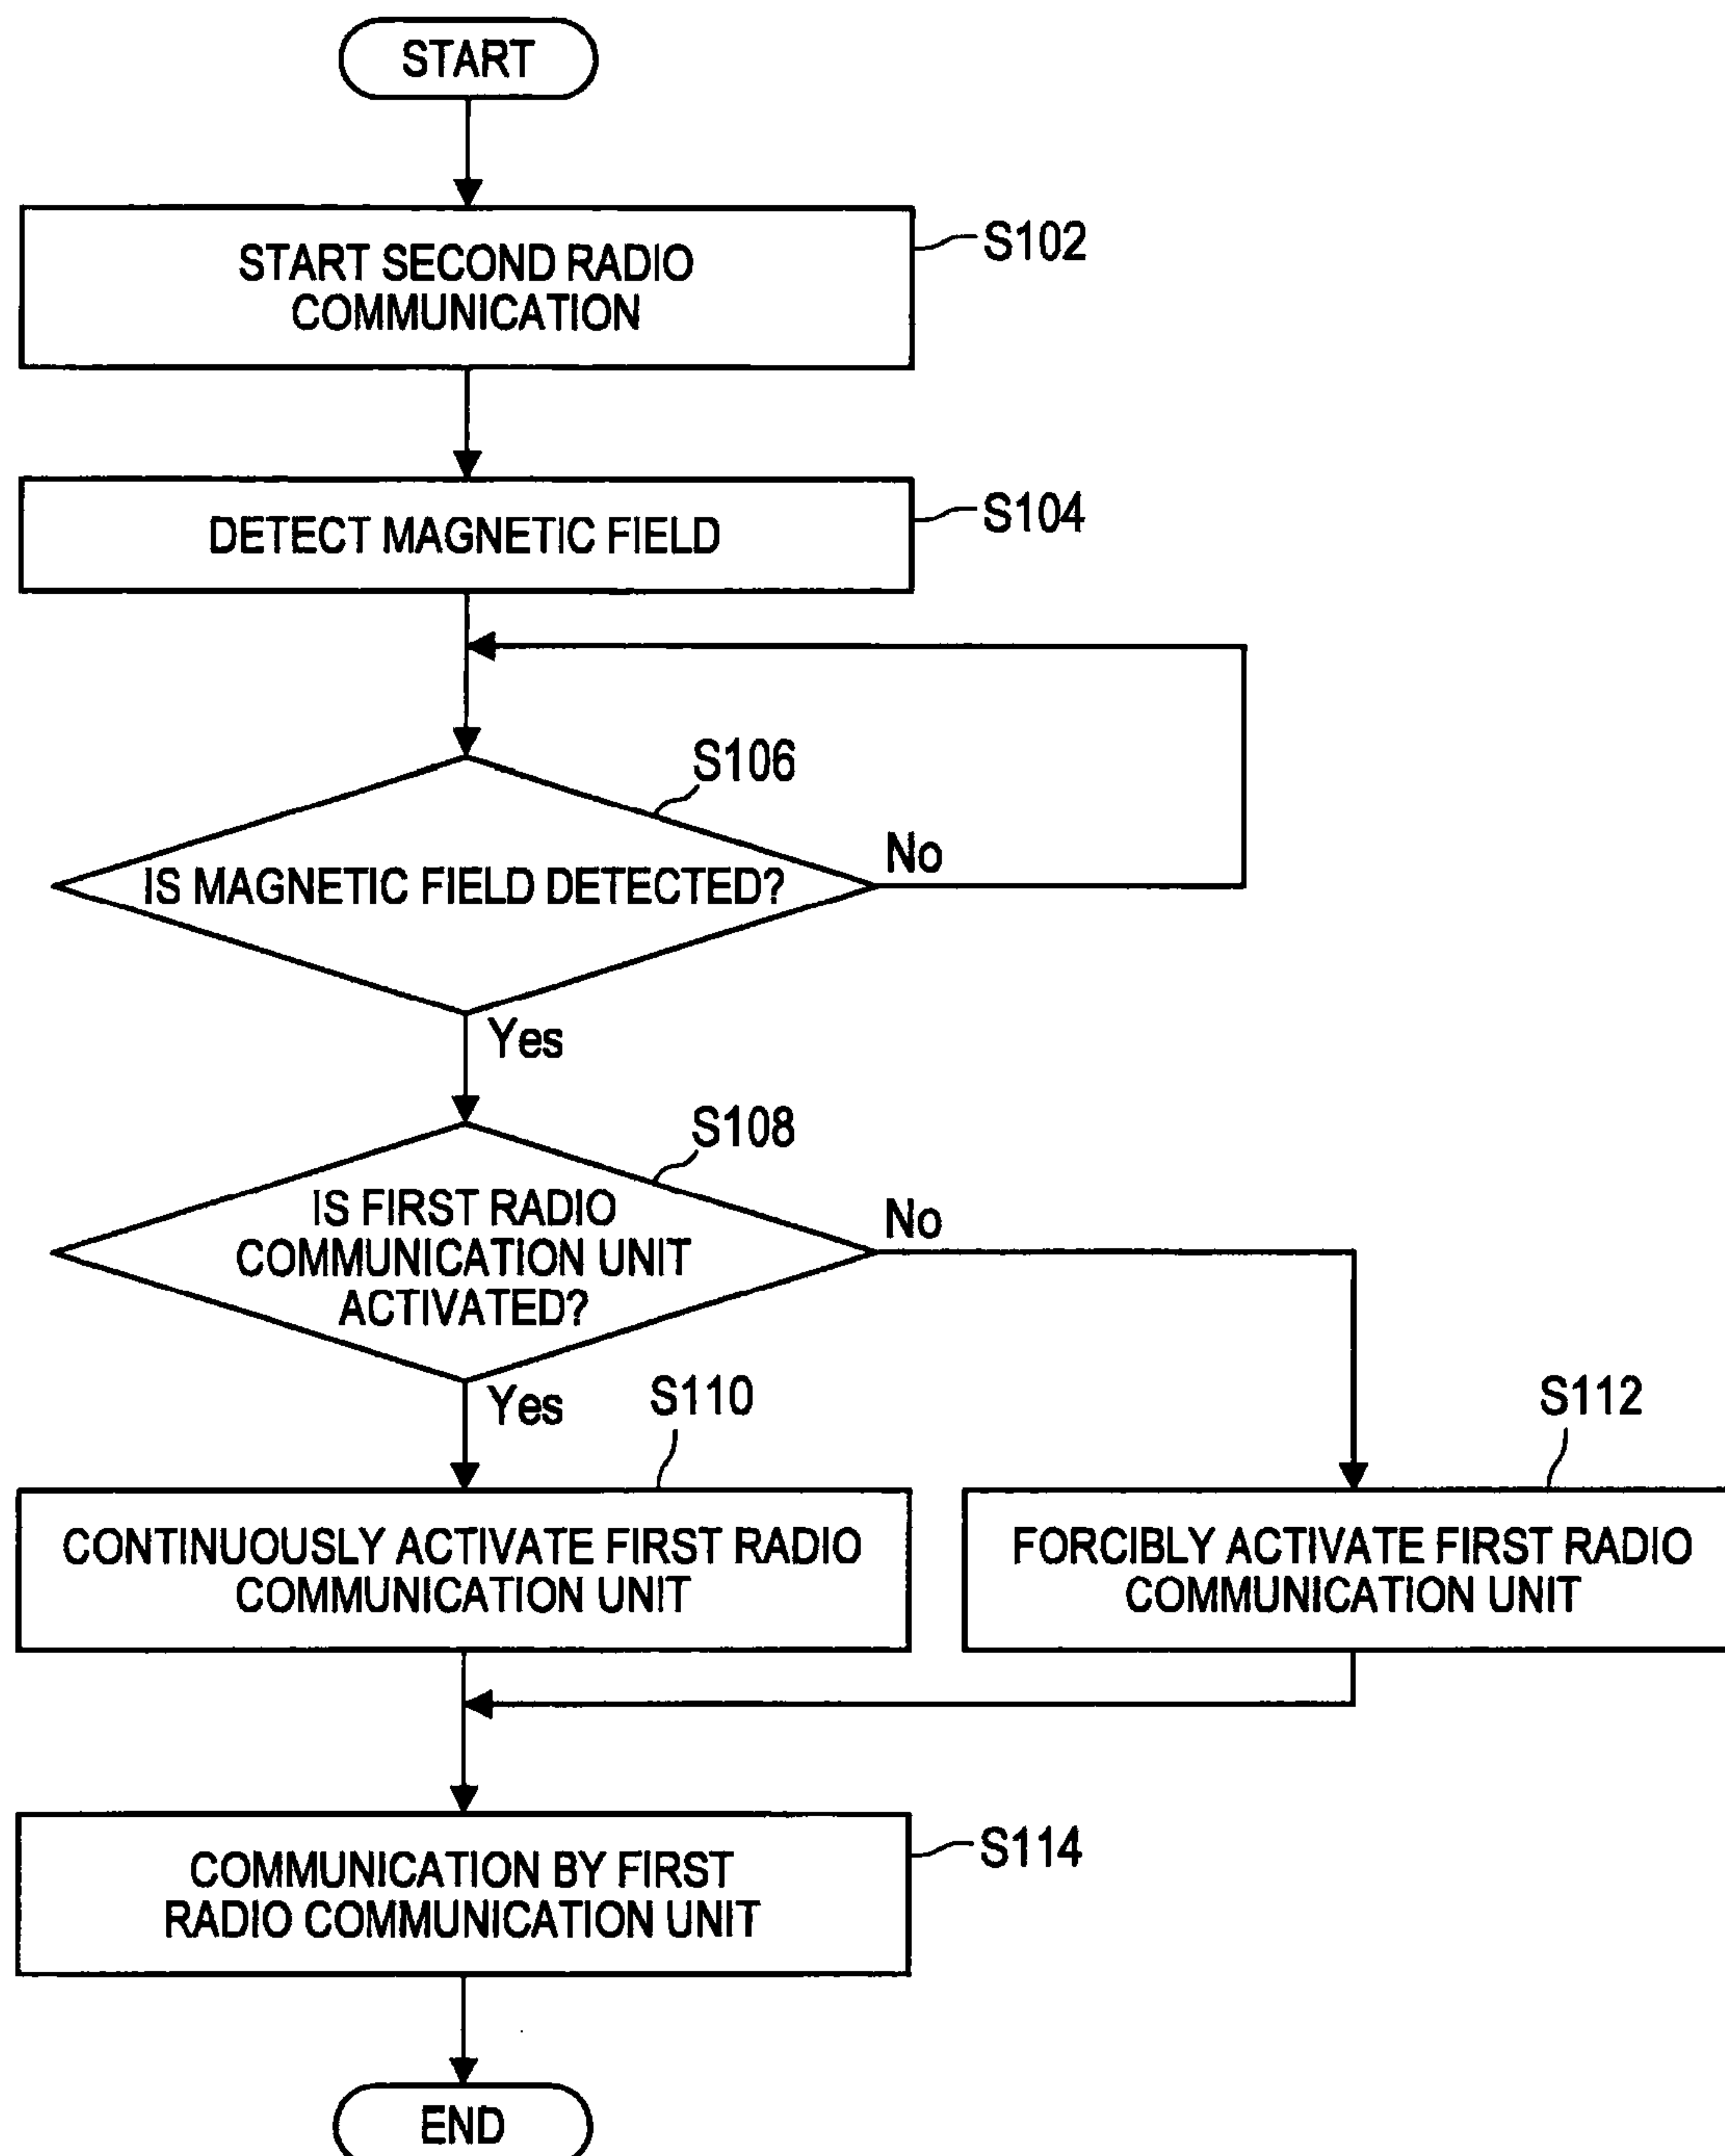 START
START SECOND RADIO
COMMUNICATION
S102
DETECT MAGNETIC FIELD
S104
S106
IS MAGNETIC FIELD DETECTED?
No
Yes
S108
IS FIRST RADIO
COMMUNICATION UNIT
ACTIVATED?
No
Yes
S110
S112
CONTINUOUSLY ACTIVATE FIRST RADIO
COMMUNICATION UNIT
FORCIBLY ACTIVATE FIRST RADIO
COMMUNICATION UNIT
COMMUNICATION BY FIRST
RADIO COMMUNICATION UNIT
S114
END